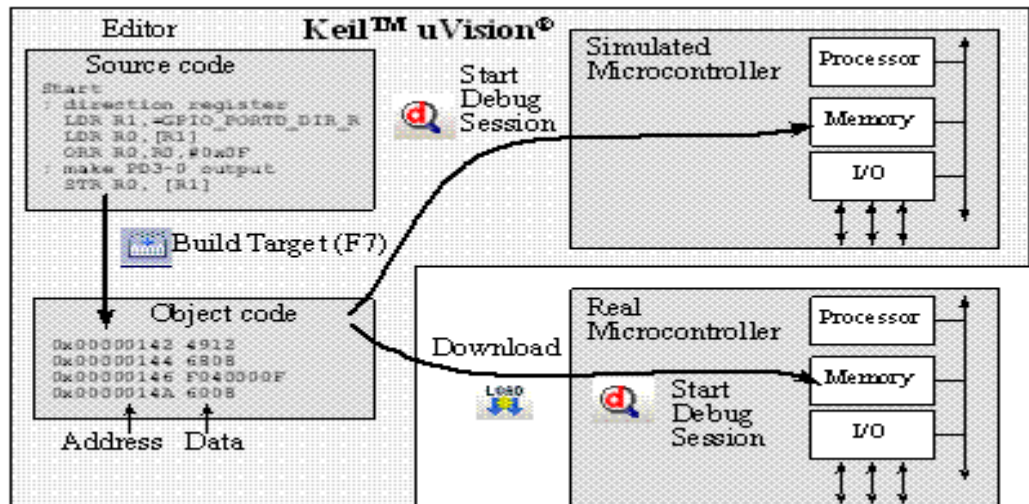 Editor
Keil™ uVision®
Source code
Start
; direction register
LDR R1,=GPIO_PORTD_DIR_R
LDR R0,[R1]
ORR R0,R0,#0x0F
; make PD3-0 output
STR R0, [R1]
Build Target (F7)
Object code
0x00000142 4912
0x00000144 6808
0x00000146 F040000F
0x0000014A 6008
Address
Data
d
Start
Debug
Session
Simulated
Microcontroller
Processor
Memory
I/O
Download
LOAD
d
Start
Debug
Session
Real
Microcontroller
Processor
Memory
I/O